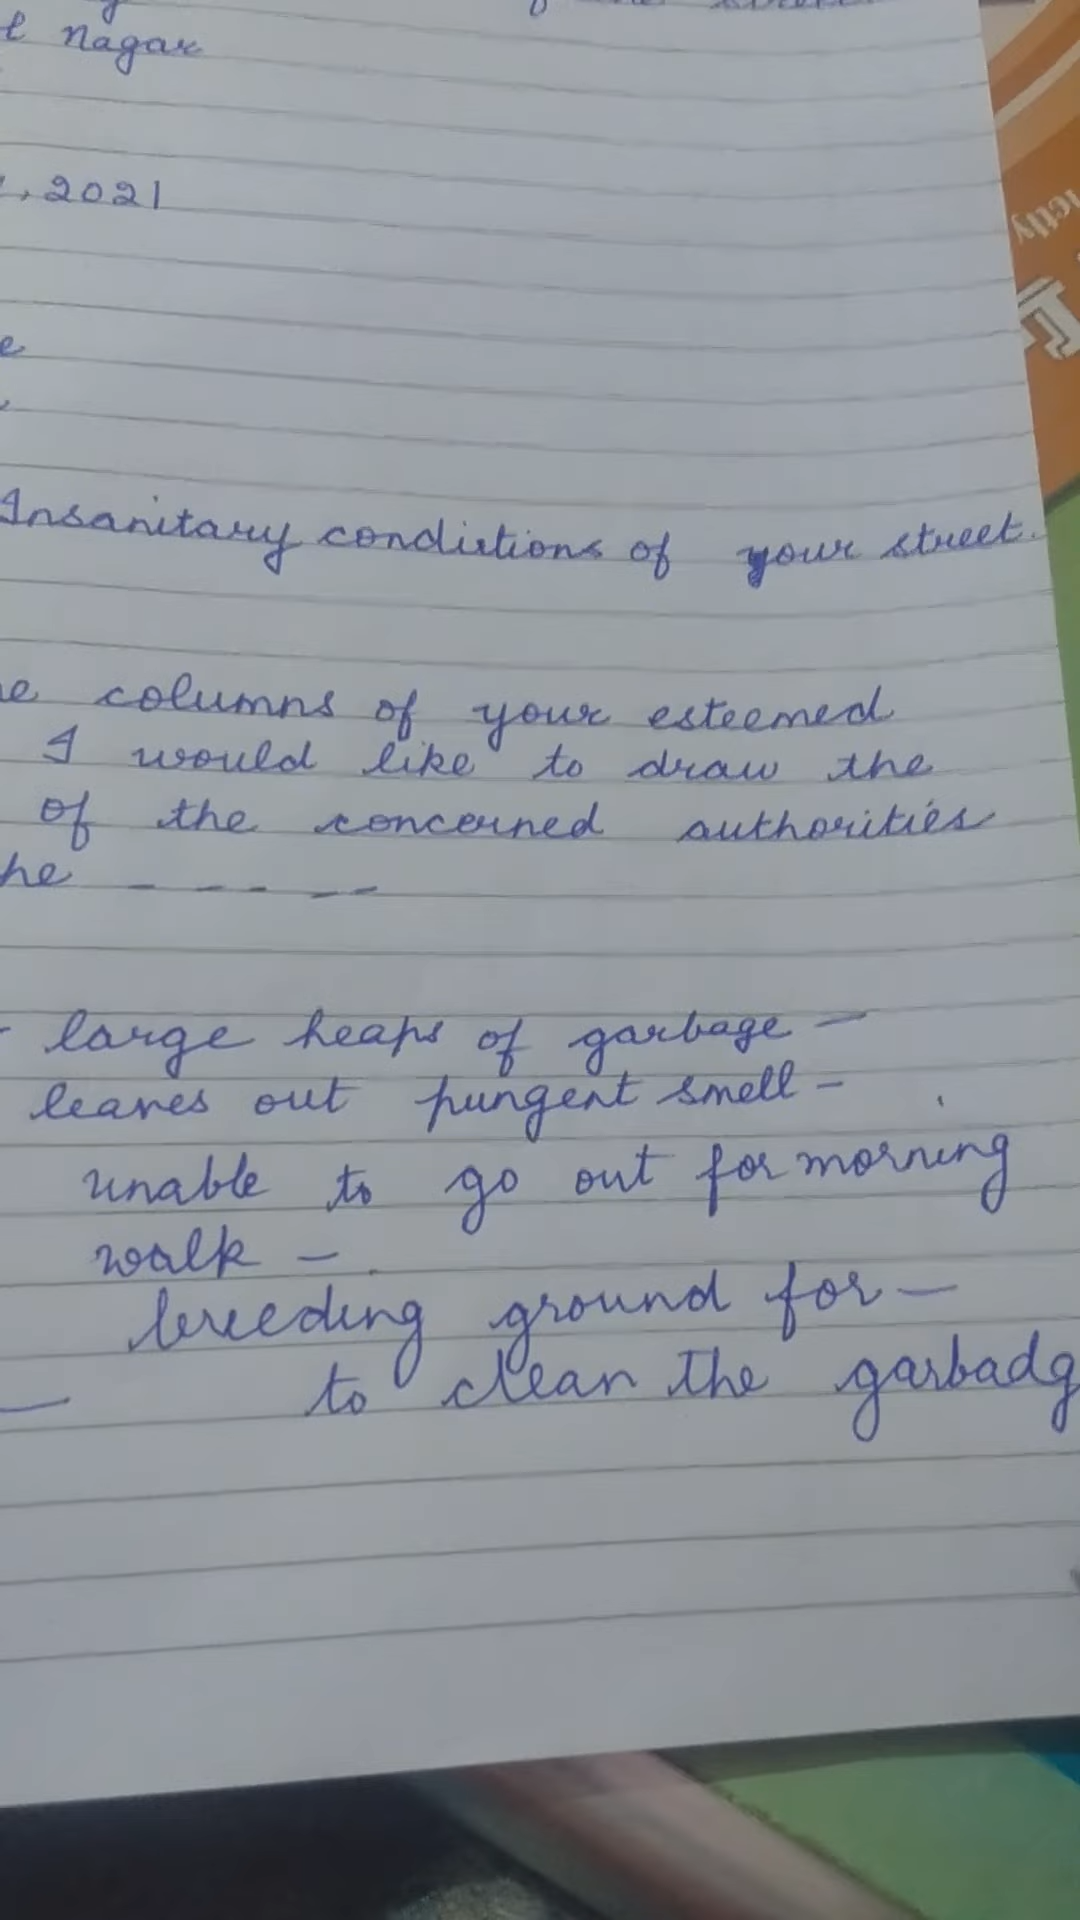 Nagar
, 2021
e
Insanitary condictions of your street.
columns of your esteemed
I would like to draw the
of the concerned authorities
he - - - - -
- large heaps of garbage -
leaves out pungent smell -
unable to go out for morning
walk -
breeding ground for -
- to clean the garbadg